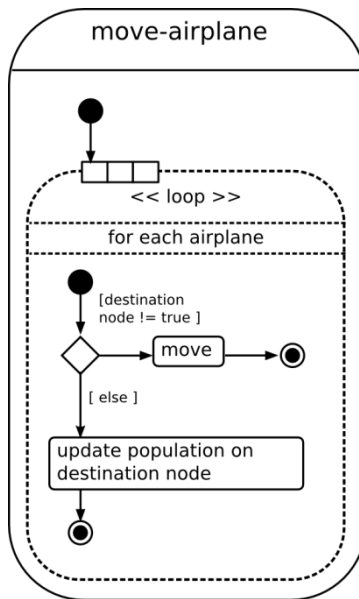 move-airplane
<< loop >>
for each airplane
[destination
node != true ]
move
[ else ]
update population on
destination node